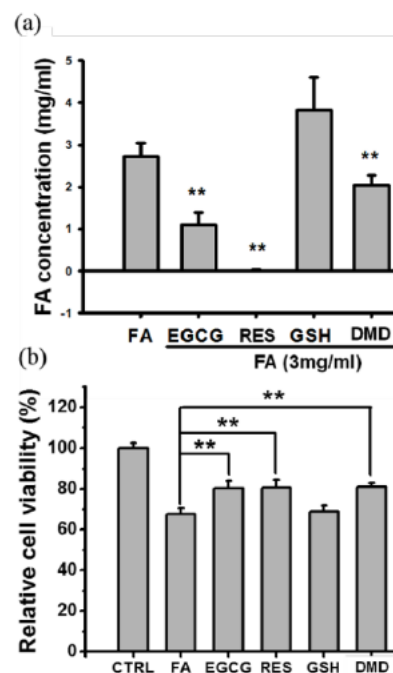 (a)
FA concentration (mg/ml)
5
4
3
2
1
0
-1
** ** **
FA EGCG RES GSH DMD
FA (3mg/ml)
(b)
Relative cell viability (%)
120
100
80
60
40
20
0
**
**
**
CTRL FA EGCG RES GSH DMD